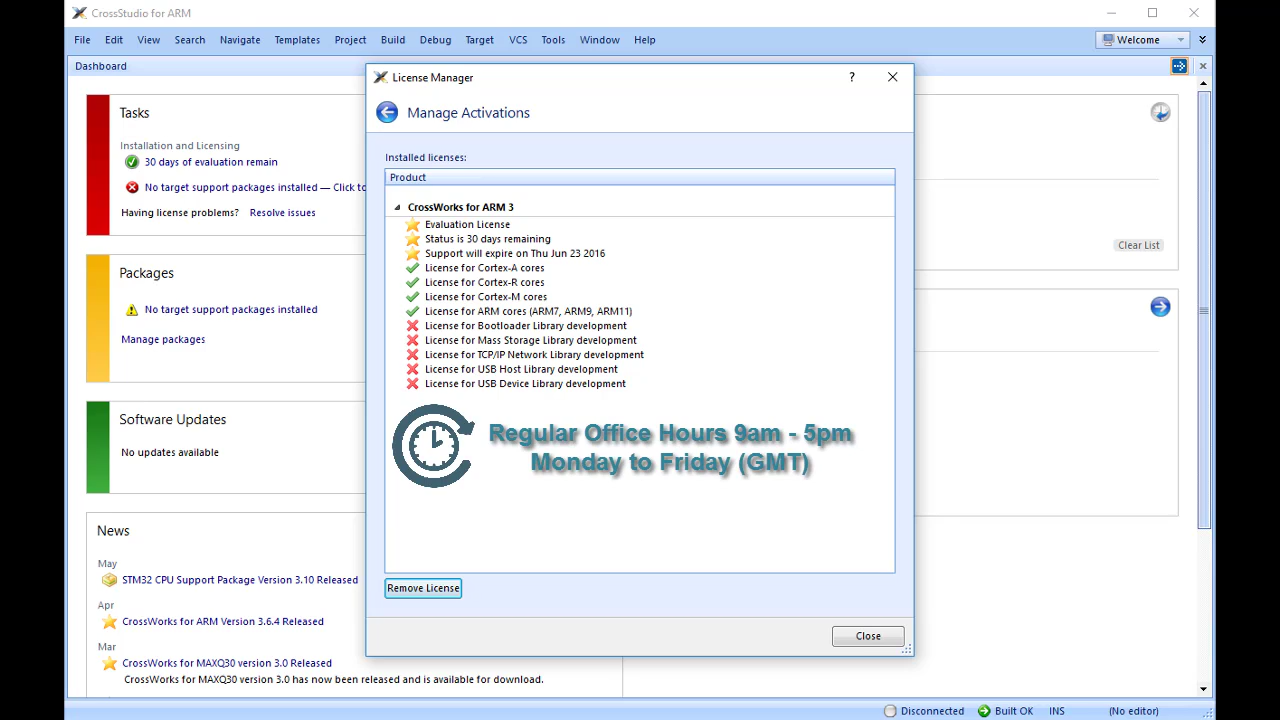 CrossStudio for ARM
File Edit View Search Navigate Templates Project Build Debug Target VCS Tools Window Help
Welcome
Dashboard
Tasks
Installation and Licensing
30 days of evaluation remain
No target support packages installed — Click to
Having license problems? Resolve issues
Packages
No target support packages installed
Manage packages
Software Updates
No updates available
News
May
STM32 CPU Support Package Version 3.10 Released
Apr
CrossWorks for ARM Version 3.6.4 Released
Mar
CrossWorks for MAXQ30 version 3.0 Released
CrossWorks for MAXQ30 version 3.0 has now been released and is available for download.
License Manager
?
Manage Activations
Installed licenses:
Product
CrossWorks for ARM 3
Evaluation License
Status is 30 days remaining
Support will expire on Thu Jun 23 2016
License for Cortex-A cores
License for Cortex-R cores
License for Cortex-M cores
License for ARM cores (ARM7, ARM9, ARM11)
License for Bootloader Library development
License for Mass Storage Library development
License for TCP/IP Network Library development
License for USB Host Library development
License for USB Device Library development
Regular Office Hours 9am - 5pm
Monday to Friday (GMT)
Remove License
Close
Clear List
Disconnected Built OK INS (No editor)